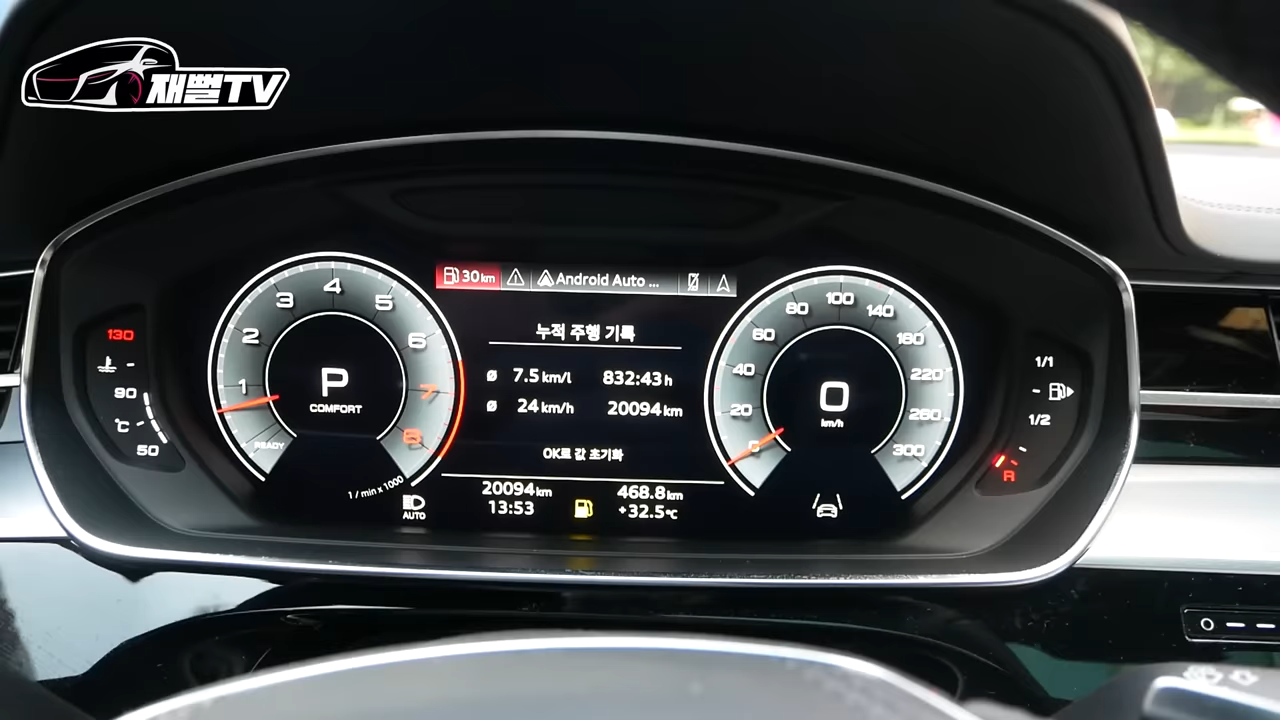 재뻘TV
130
90
°C
50
1
2
3
4
5
6
7
8
READY
P
COMFORT
1 / min x 1000
AUTO
30 km
Android Auto ...
누적 주행 기록
ø 7.5 km/l 832:43 h
ø 24 km/h 20094 km
OK로 값 초기화
20094 km 468.8 km
13:53 +32.5 °C
0
20
40
60
80
100
140
180
220
260
300
0
km/h
1/1
1/2
R